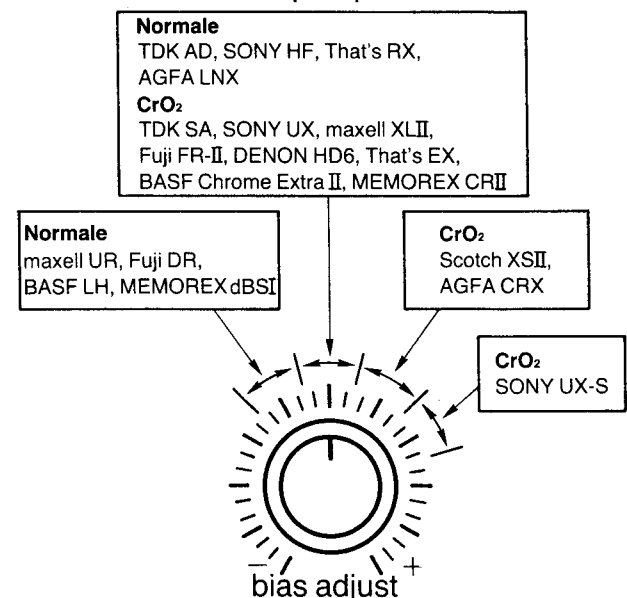 Normale
TDK AD, SONY HF, That's RX,
AGFA LNX
CrO₂
TDK SA, SONY UX, maxell XLⅡ,
Fuji FR-Ⅱ, DENON HD6, That's EX,
BASF Chrome Extra Ⅱ, MEMOREX CRⅡ
Normale
maxell UR, Fuji DR,
BASF LH, MEMOREX dBSⅠ
CrO₂
Scotch XSⅡ,
AGFA CRX
CrO₂
SONY UX-S
− +
bias adjust